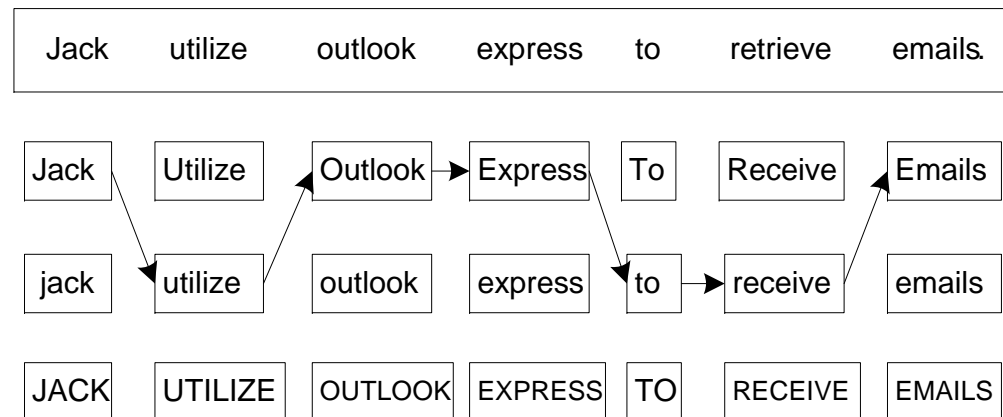 Jack utilize outlook express to retrieve emails.
Jack Utilize Outlook Express To Receive Emails
jack utilize outlook express to receive emails
JACK UTILIZE OUTLOOK EXPRESS TO RECEIVE EMAILS